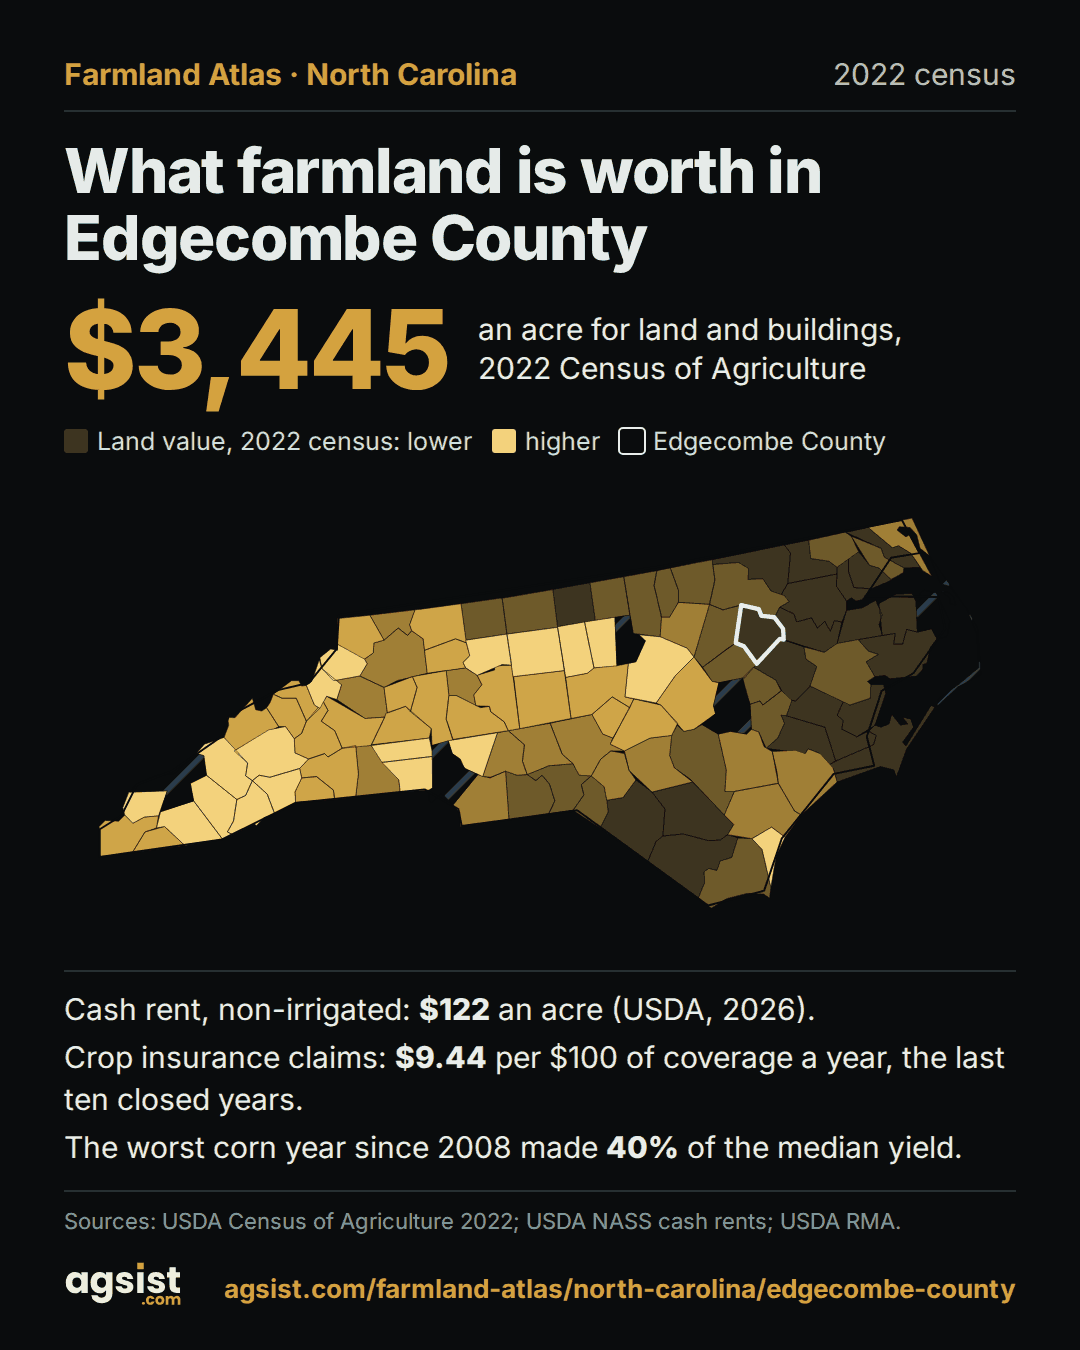 Farmland Atlas · North Carolina
2022 census
What farmland is worth in
Edgecombe County
$3,445
an acre for land and buildings,
2022 Census of Agriculture
Land value, 2022 census: lower
higher
Edgecombe County
Cash rent, non-irrigated: $122 an acre (USDA, 2026).
Crop insurance claims: $9.44 per $100 of coverage a year, the last
ten closed years.
The worst corn year since 2008 made 40% of the median yield.
Sources: USDA Census of Agriculture 2022; USDA NASS cash rents; USDA RMA.
agsist
.com
agsist.com/farmland-atlas/north-carolina/edgecombe-county